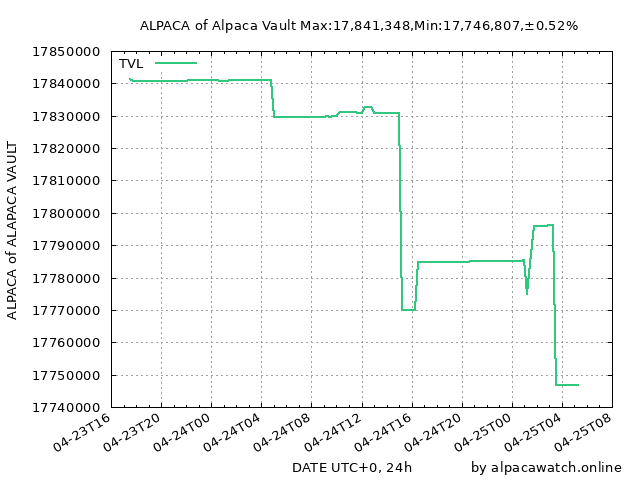 ALPACA of Alpaca Vault Max:17,841,348,Min:17,746,807,±0.52%
17850000
TVL
17840000
17830000
17820000
17810000
17800000
17790000
17780000
17770000
17760000
17750000
17740000
ALPACA of ALAPACA VAULT
04-23T16
04-23T20
04-24T00
04-24T04
04-24T08
04-24T12
04-24T16
04-24T20
04-25T00
04-25T04
04-25T08
DATE UTC+0, 24h
by alpacawatch.online